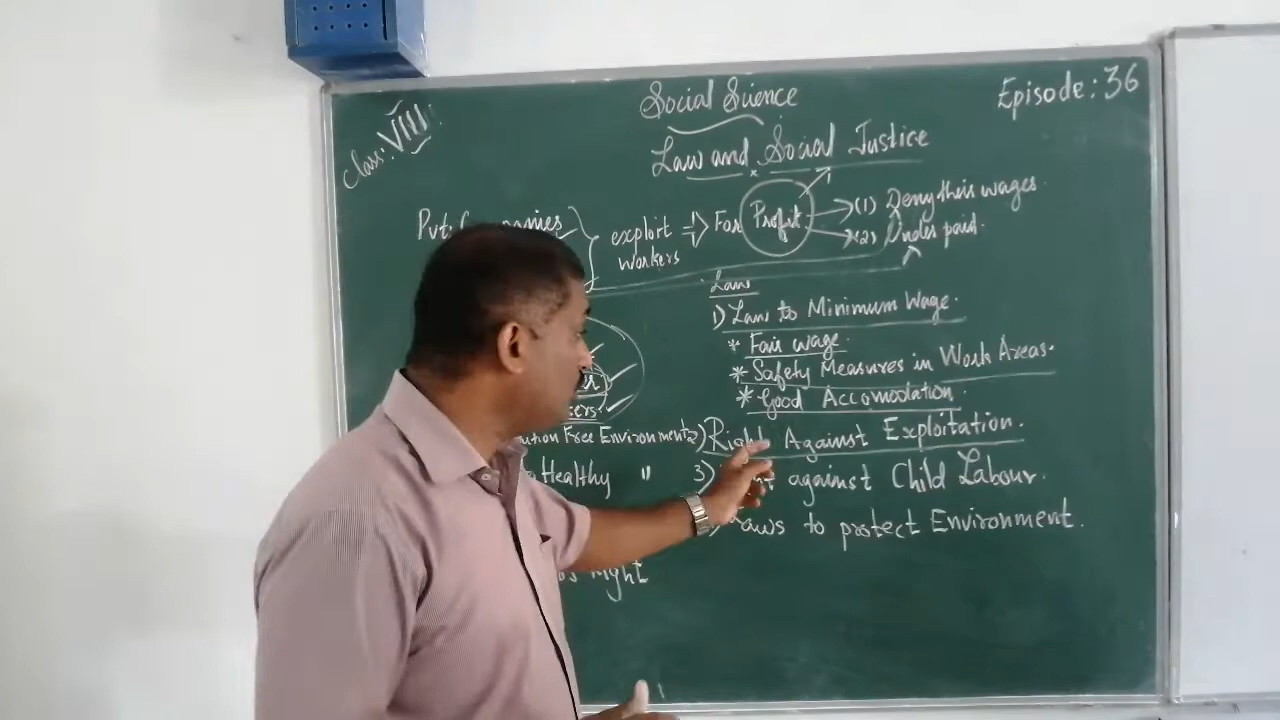 Social Science
Episode: 36
Class: VIII
Law and Social Justice
Pvt: Companies
exploit workers => For Profit
(1) Deny their wages.
(2) Under paid.
Law
1) Law to Minimum Wage.
* Fair wage.
* Safety Measures in Work Areas.
* Good Accomodation.
2) Right Against Exploitation.
3) against Child Labour.
Laws to protect Environment.
Free Environment
Healthy "
right